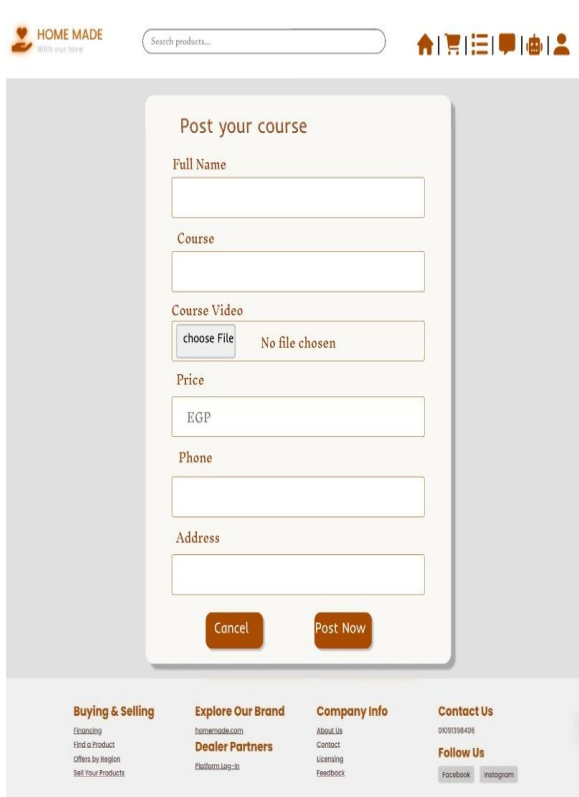 HOME MADE
With our love
Search products...
Post your course
Full Name
Course
Course Video
choose File
No file chosen
Price
EGP
Phone
Address
Cancel
Post Now
Buying & Selling
Financing
Find a Product
Offers by Region
Sell Your Products
Explore Our Brand
homemade.com
Dealer Partners
Platform Log-In
Company Info
About Us
Contact
Licensing
Feedback
Contact Us
01091398406
Follow Us
Facebook
Instagram